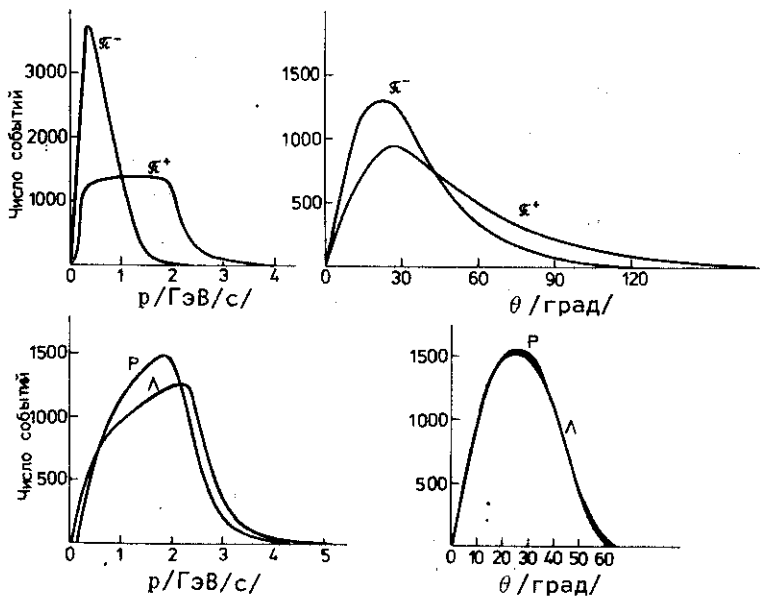 Число событий
3000
2000
1000
π⁻
π⁺
0 1 2 3 4
p/ГэВ/с/
1500
1000
500
π⁻
π⁺
0 30 60 90 120
θ/град/
Число событий
1500
1000
500
P
Λ
0 1 2 3 4 5
p/ГэВ/с/
1500
1000
500
P
Λ
0 10 20 30 40 50 60
θ/град/